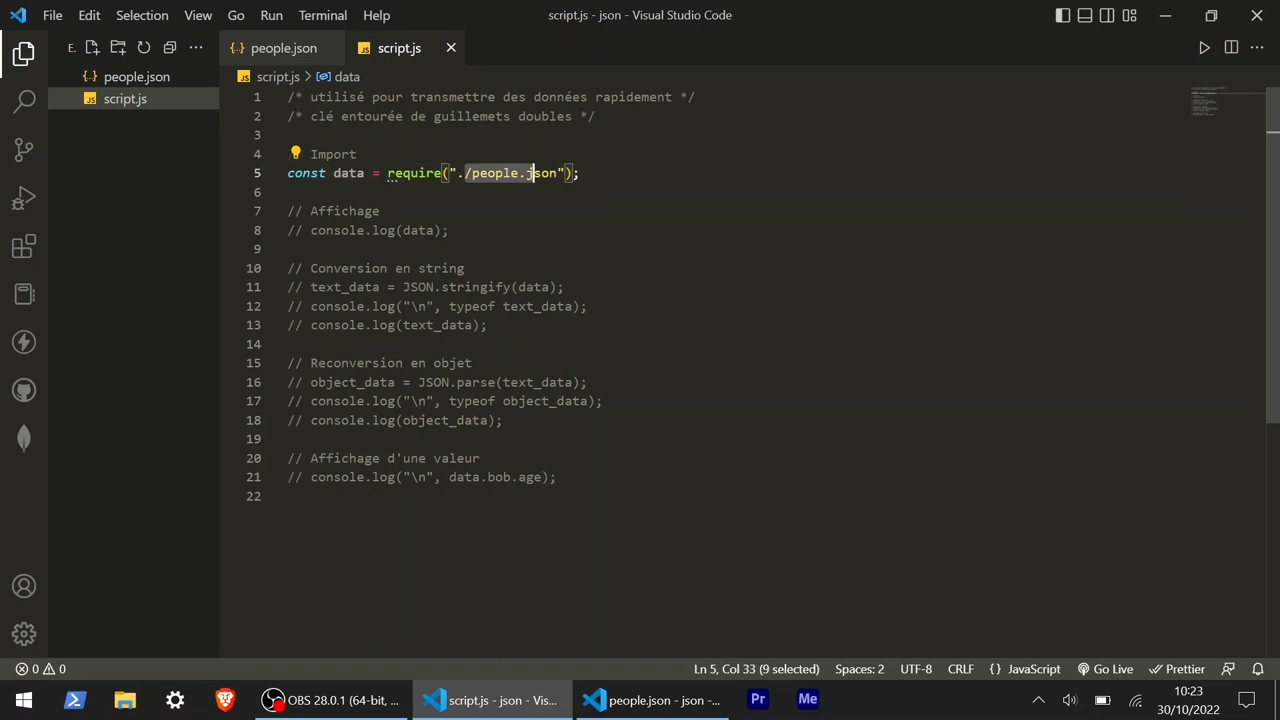 File Edit Selection View Go Run Terminal Help
script.js - json - Visual Studio Code
E.
people.json
script.js
people.json
script.js
script.js > data
1 /* utilisé pour transmettre des données rapidement */
2 /* clé entourée de guillemets doubles */
3
4 Import
5 const data = require("./people.json");
6
7 // Affichage
8 // console.log(data);
9
10 // Conversion en string
11 // text_data = JSON.stringify(data);
12 // console.log("\n", typeof text_data);
13 // console.log(text_data);
14
15 // Reconversion en objet
16 // object_data = JSON.parse(text_data);
17 // console.log("\n", typeof object_data);
18 // console.log(object_data);
19
20 // Affichage d'une valeur
21 // console.log("\n", data.bob.age);
22
0 0
Ln 5, Col 33 (9 selected) Spaces: 2 UTF-8 CRLF {} JavaScript Go Live Prettier
OBS 28.0.1 (64-bit, ...
script.js - json - Vis...
people.json - json - ...
Pr
Me
10:23
30/10/2022